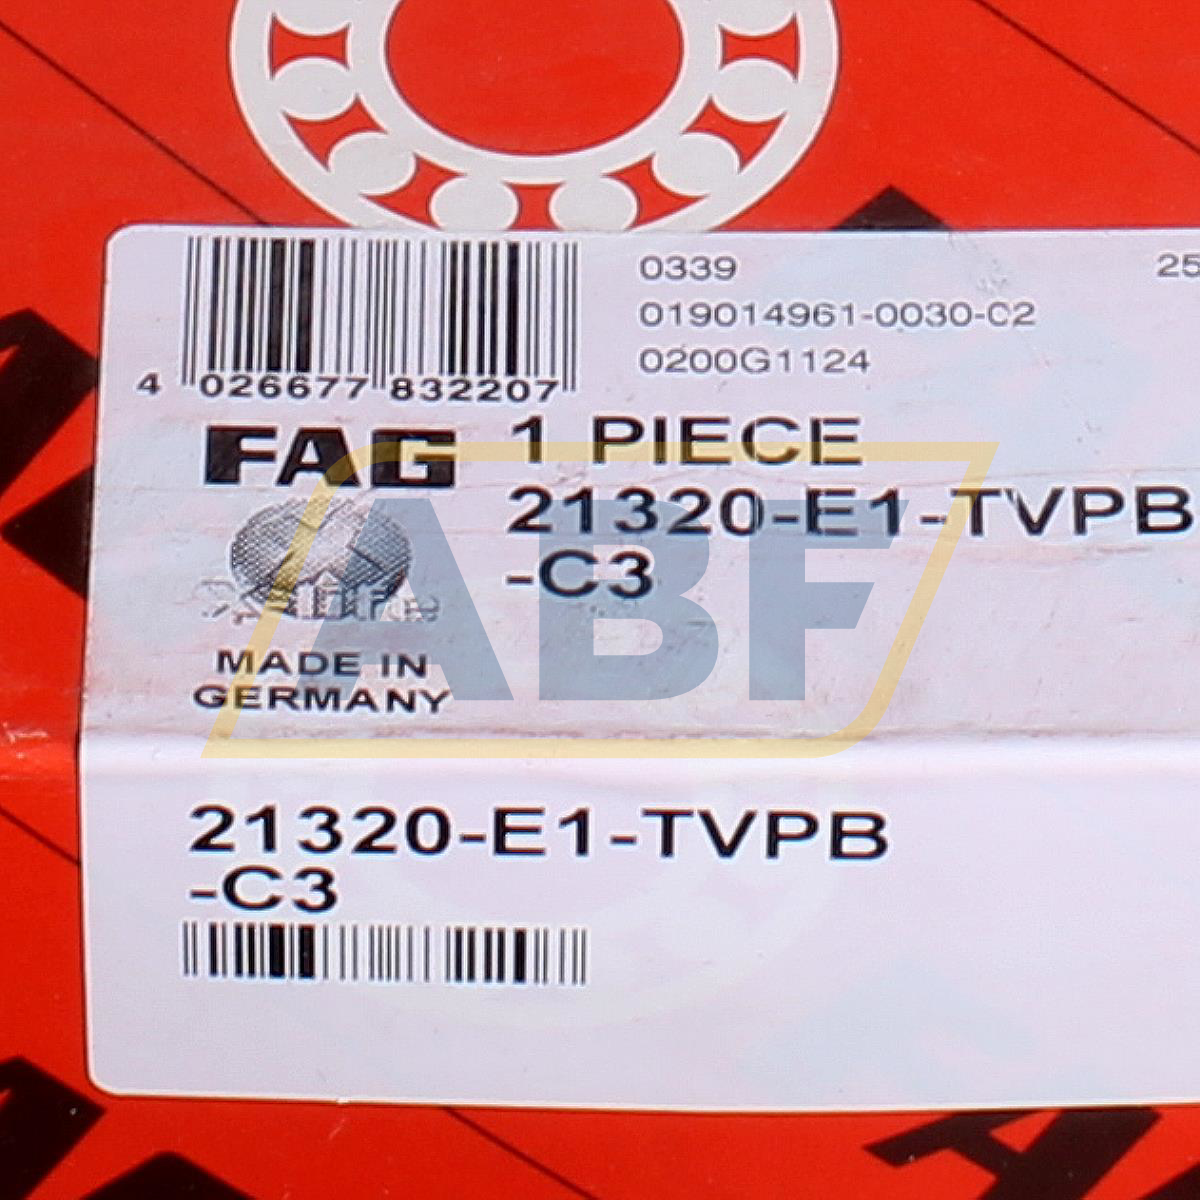 0339
25
019014961-0030-C2
0200G1124
4 026677 832207
FAG
1 PIECE
21320-E1-TVPB
-C3
MADE IN
GERMANY
ABF
21320-E1-TVPB
-C3